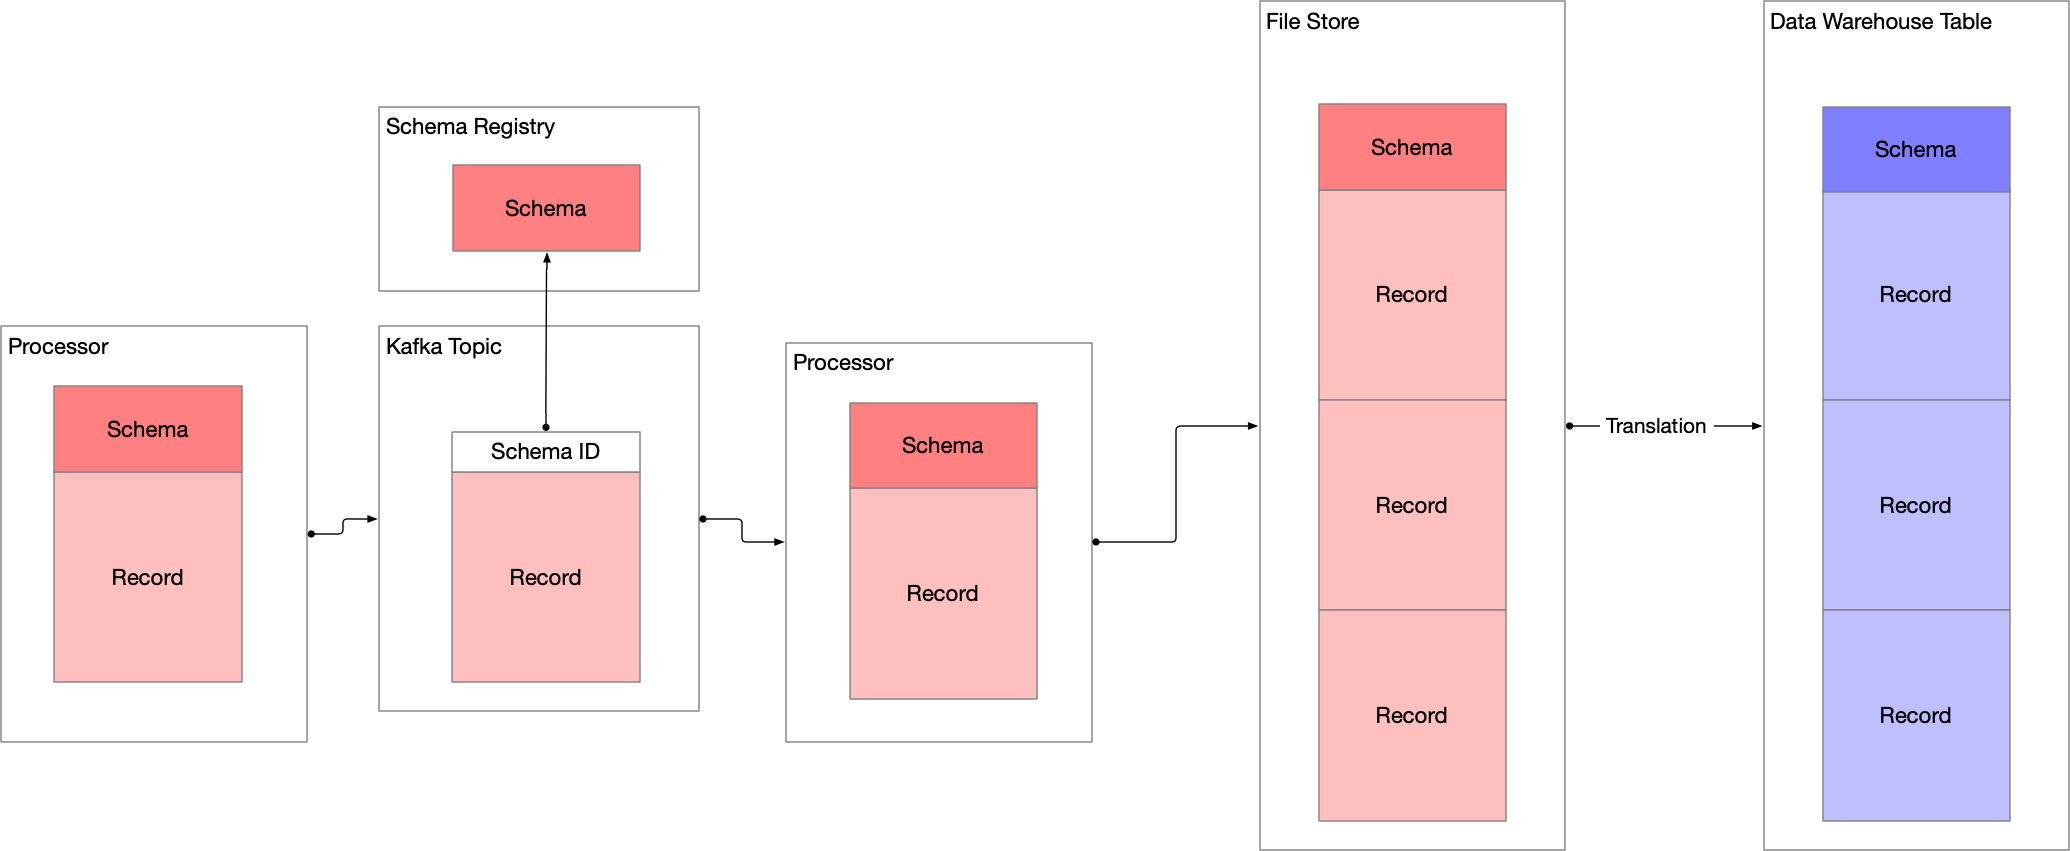 Processor
Schema
Record
Schema Registry
Schema
Kafka Topic
Schema ID
Record
Processor
Schema
Record
File Store
Schema
Record
Record
Record
Translation
Data Warehouse Table
Schema
Record
Record
Record